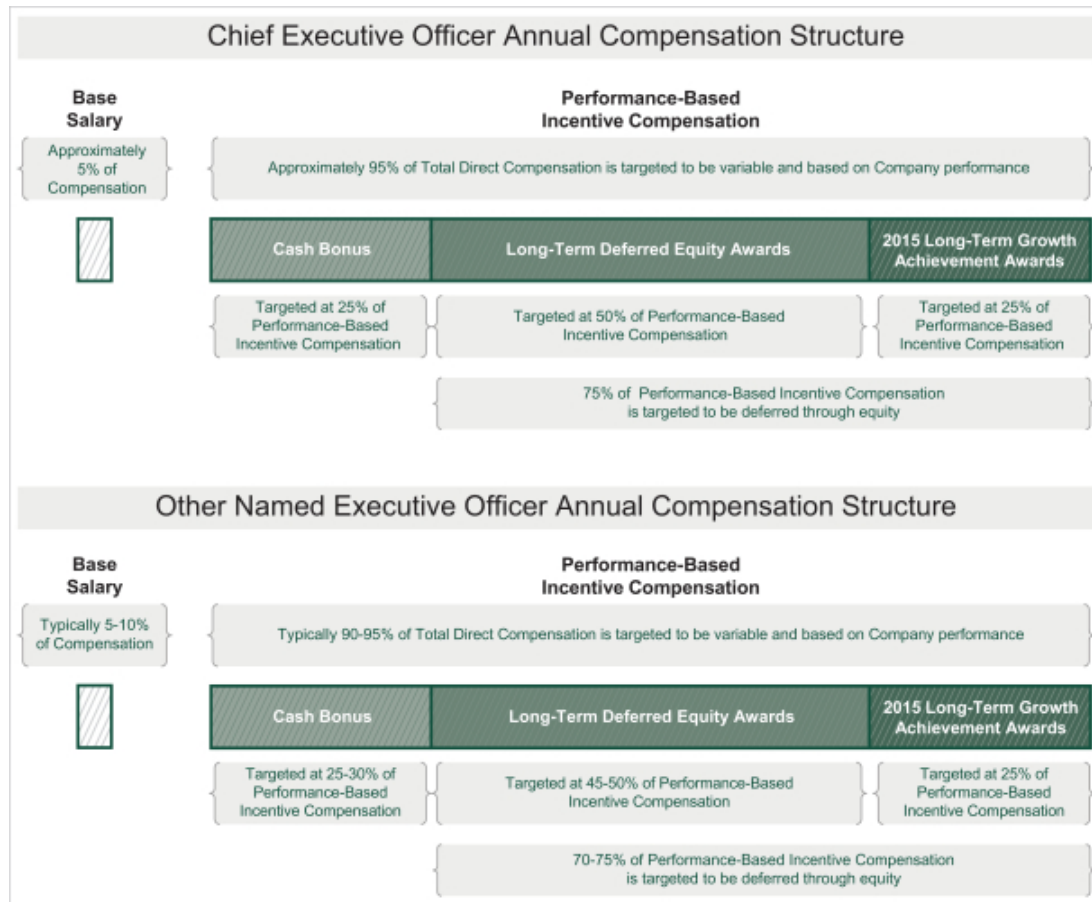 Chief Executive Officer Annual Compensation Structure
Base
Salary
Performance-Based
Incentive Compensation
Approximately
5% of
Compensation
Approximately 95% of Total Direct Compensation is targeted to be variable and based on Company performance
Cash Bonus
Long-Term Deferred Equity Awards
2015 Long-Term Growth
Achievement Awards
Targeted at 25% of
Performance-Based
Incentive Compensation
Targeted at 50% of Performance-Based
Incentive Compensation
Targeted at 25% of
Performance-Based
Incentive Compensation
75% of Performance-Based Incentive Compensation
is targeted to be deferred through equity
Other Named Executive Officer Annual Compensation Structure
Base
Salary
Performance-Based
Incentive Compensation
Typically 5-10%
of Compensation
Typically 90-95% of Total Direct Compensation is targeted to be variable and based on Company performance
Cash Bonus
Long-Term Deferred Equity Awards
2015 Long-Term Growth
Achievement Awards
Targeted at 25-30% of
Performance-Based
Incentive Compensation
Targeted at 45-50% of Performance-Based
Incentive Compensation
Targeted at 25% of
Performance-Based
Incentive Compensation
70-75% of Performance-Based Incentive Compensation
is targeted to be deferred through equity